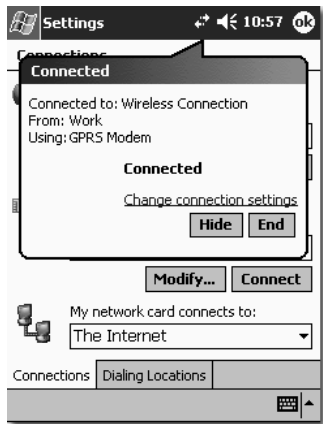 Settings 10:57 ok
Connections
Connected
Connected to: Wireless Connection
From: Work
Using: GPRS Modem
Connected
Change connection settings
Hide End
Modify... Connect
My network card connects to:
The Internet
Connections Dialing Locations